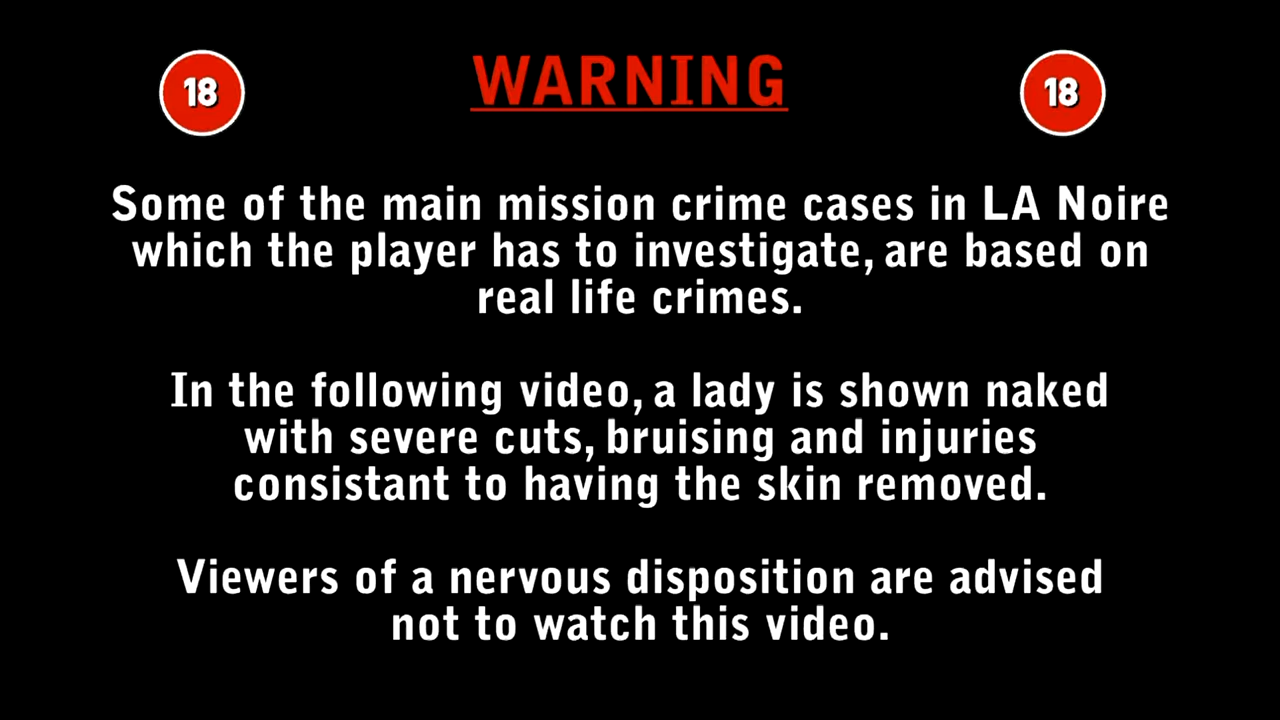 18 WARNING 18
Some of the main mission crime cases in LA Noire
which the player has to investigate, are based on
real life crimes.
In the following video, a lady is shown naked
with severe cuts, bruising and injuries
consistant to having the skin removed.
Viewers of a nervous disposition are advised
not to watch this video.